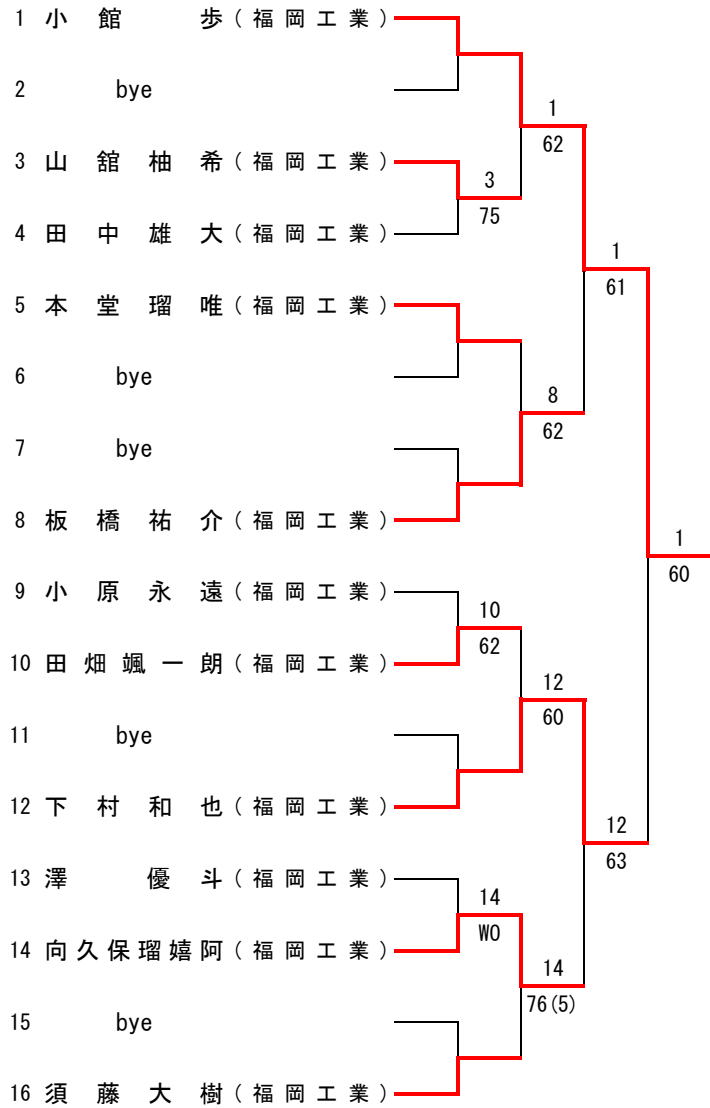 1 小館 歩 (福岡工業)
2 bye
1
62
3 山舘柚希 (福岡工業)
3
75
4 田中雄大 (福岡工業)
1
61
5 本堂瑠唯 (福岡工業)
6 bye
8
62
7 bye
8 板橋祐介 (福岡工業)
1
60
9 小原永遠 (福岡工業)
10
62
10 田畑颯一朗 (福岡工業)
12
60
11 bye
12 下村和也 (福岡工業)
12
63
13 澤 優斗 (福岡工業)
14
WO
14 向久保瑠嬉阿 (福岡工業)
14
76(5)
15 bye
16 須藤大樹 (福岡工業)